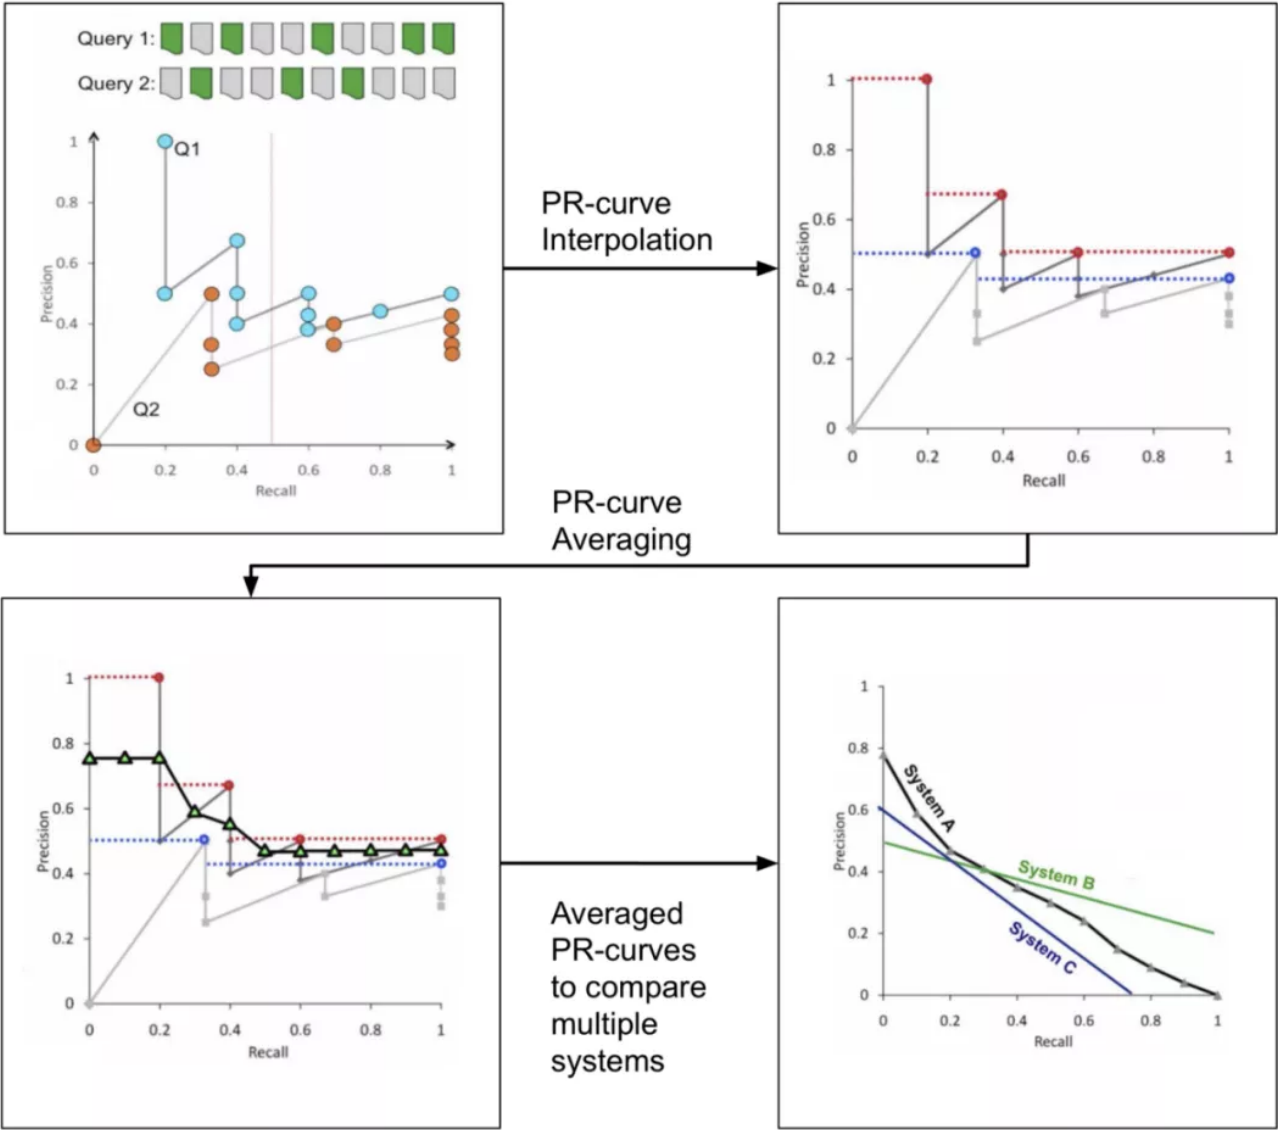 Query 1:
Query 2:
1
0.8
0.6
0.4
0.2
0
Precision
Q1
Q2
0 0.2 0.4 0.6 0.8 1
Recall
PR-curve
Interpolation
1
0.8
0.6
0.4
0.2
0
Precision
0 0.2 0.4 0.6 0.8 1
Recall
PR-curve
Averaging
1
0.8
0.6
0.4
0.2
0
Precision
0 0.2 0.4 0.6 0.8 1
Recall
Averaged
PR-curves
to compare
multiple
systems
1
0.8
0.6
0.4
0.2
0
Precision
System A
System B
System C
0 0.2 0.4 0.6 0.8 1
Recall